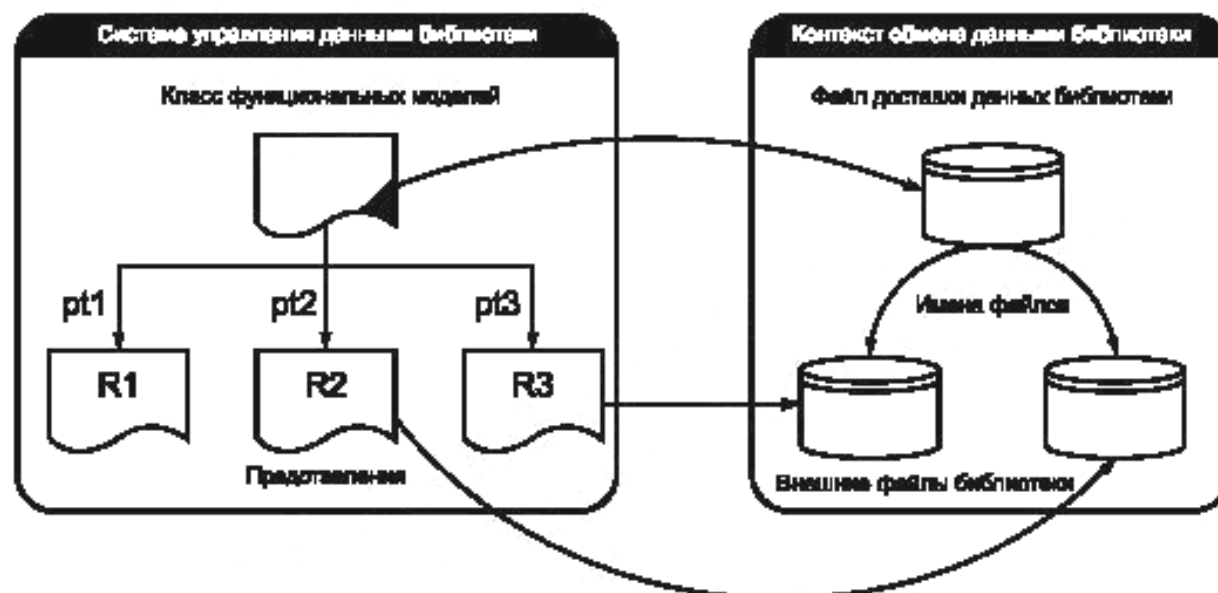 Система управления данными библиотеки
Контекст обмена данными библиотеки
Класс функциональных моделей
Файл доставки данных библиотеки
pt1
pt2
pt3
Имена файлов
R1
R2
R3
Представления
Внешние файлы библиотеки